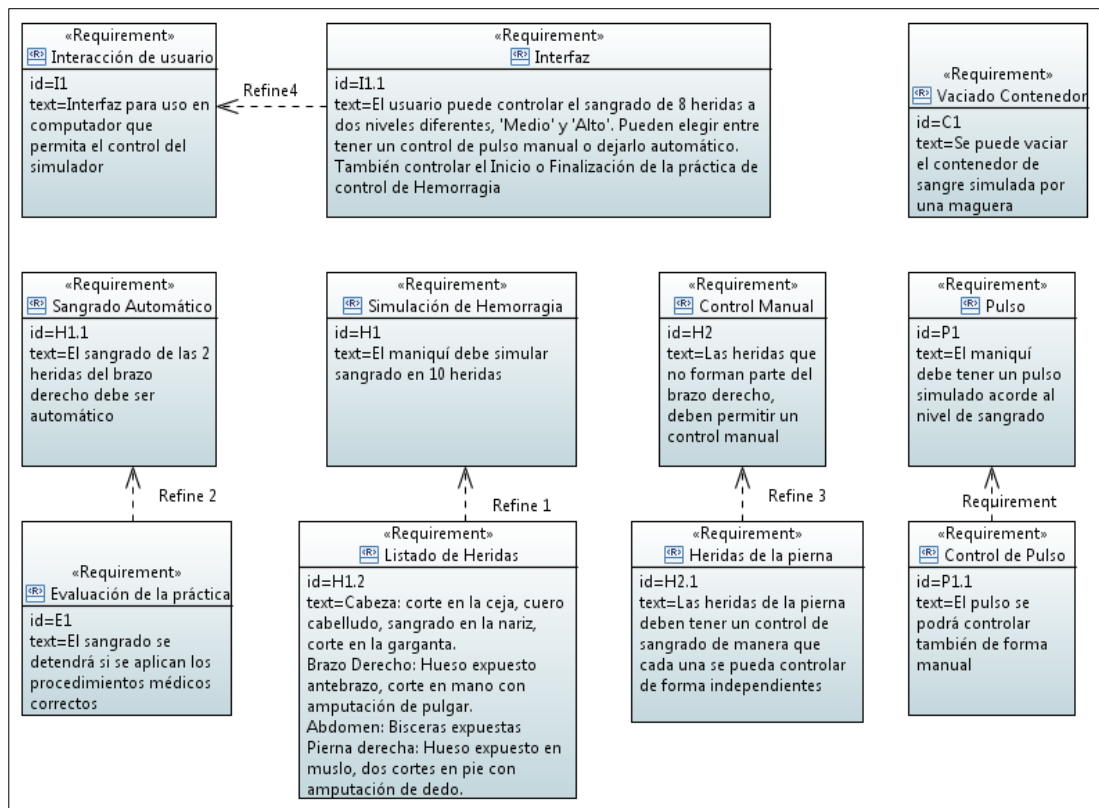 «Requirement»
Interacción de usuario
id=I1
text=Interfaz para uso en
computador que
permita el control del
simulador
Refine4
«Requirement»
Interfaz
id=I1.1
text=El usuario puede controlar el sangrado de 8 heridas a
dos niveles diferentes, 'Medio' y 'Alto'. Pueden elegir entre
tener un control de pulso manual o dejarlo automático.
También controlar el Inicio o Finalización de la práctica de
control de Hemorragia
«Requirement»
Vaciado Contenedor
id=C1
text=Se puede vaciar
el contenedor de
sangre simulada por
una maguera
«Requirement»
Sangrado Automático
id=H1.1
text=El sangrado de las 2
heridas del brazo
derecho debe ser
automático
«Requirement»
Simulación de Hemorragia
id=H1
text=El maniquí debe simular
sangrado en 10 heridas
«Requirement»
Control Manual
id=H2
text=Las heridas que
no forman parte del
brazo derecho,
deben permitir un
control manual
«Requirement»
Pulso
id=P1
text=El maniquí
debe tener un pulso
simulado acorde al
nivel de sangrado
Refine 2
Refine 1
Refine 3
Requirement
«Requirement»
Evaluación de la práctica
id=E1
text=El sangrado se
detendrá si se aplican los
procedimientos médicos
correctos
«Requirement»
Listado de Heridas
id=H1.2
text=Cabeza: corte en la ceja, cuero
cabelludo, sangrado en la nariz,
corte en la garganta.
Brazo Derecho: Hueso expuesto
antebrazo, corte en mano con
amputación de pulgar.
Abdomen: Bisceras expuestas
Pierna derecha: Hueso expuesto en
muslo, dos cortes en pie con
amputación de dedo.
«Requirement»
Heridas de la pierna
id=H2.1
text=Las heridas de la pierna
deben tener un control de
sangrado de manera que
cada una se pueda controlar
de forma independientes
«Requirement»
Control de Pulso
id=P1.1
text=El pulso se
podrá controlar
también de forma
manual